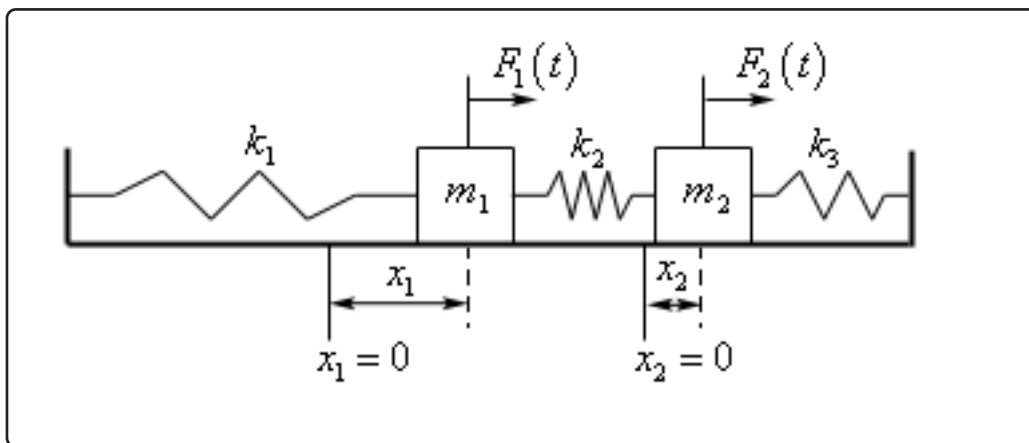 F₁(t) F₂(t)
k₁ k₂ k₃
m₁ m₂
x₁ x₂
x₁ = 0 x₂ = 0